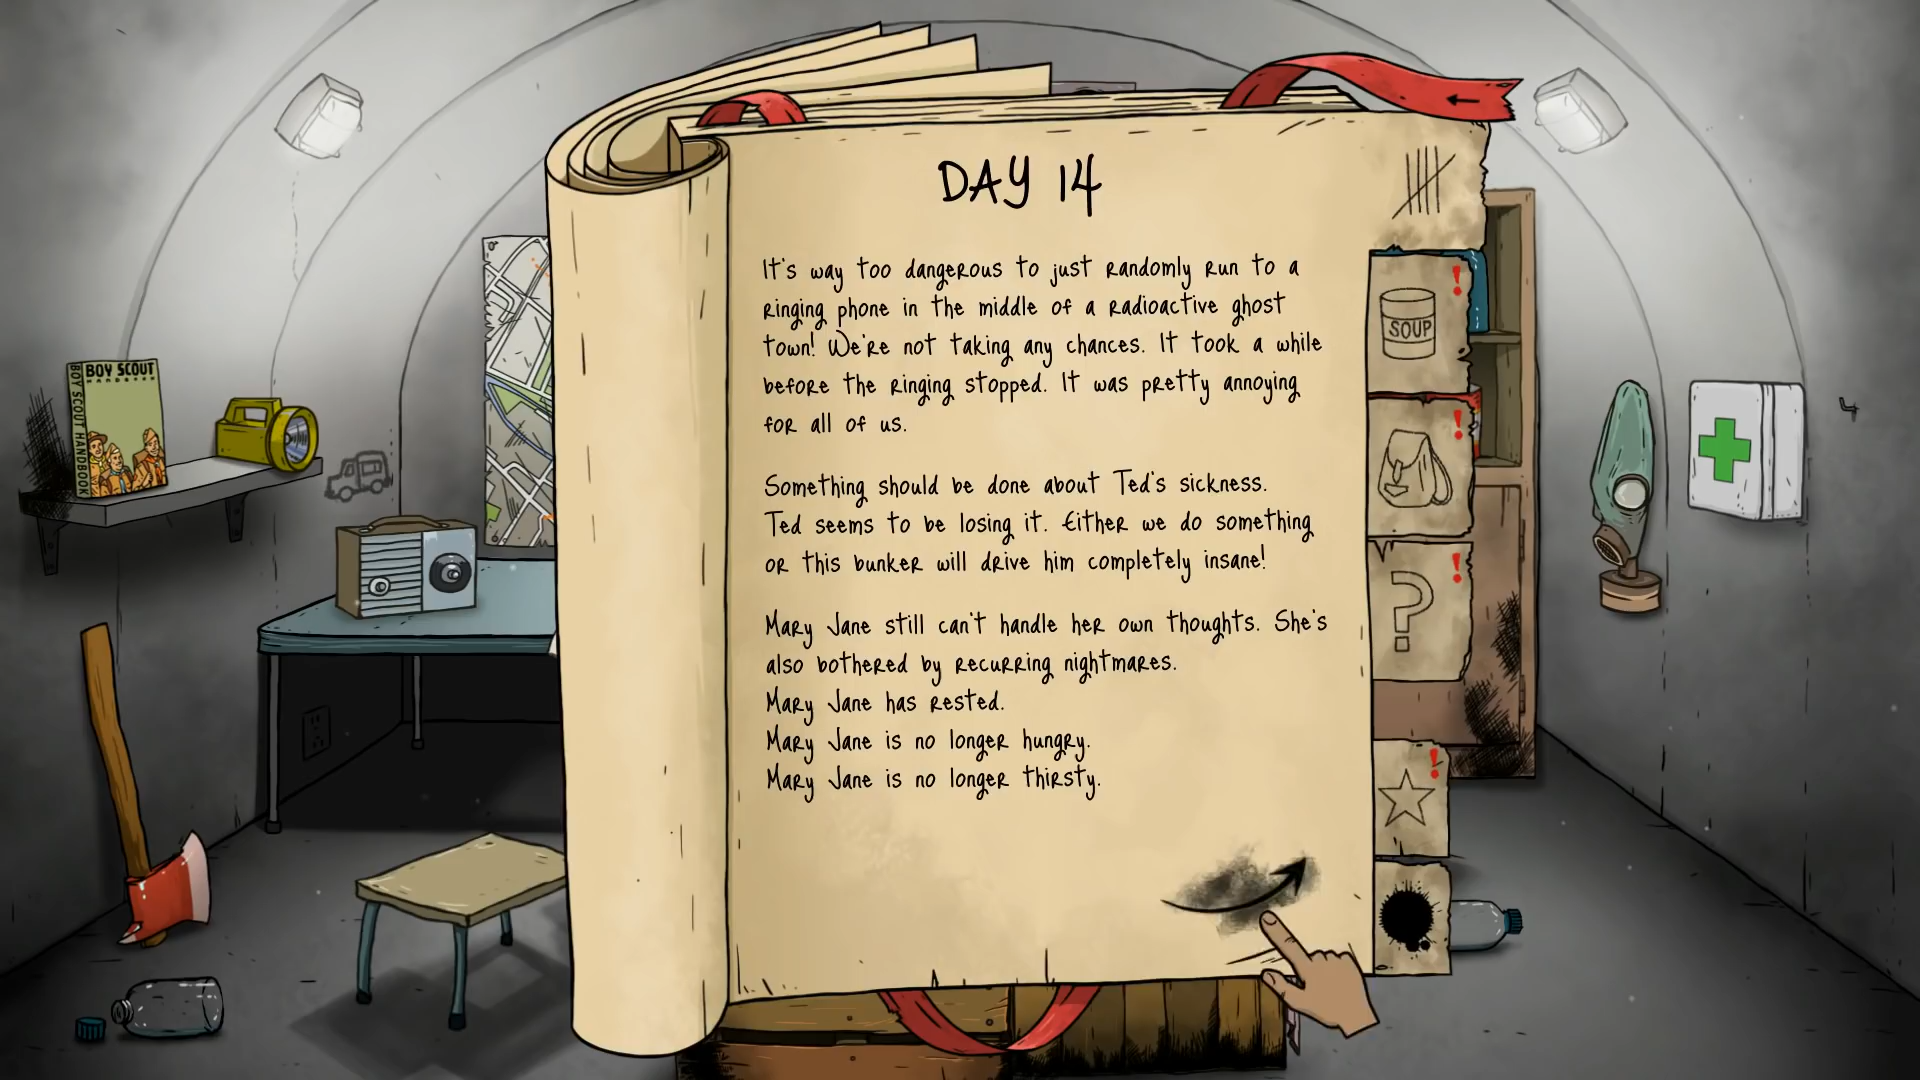 DAY 14
It's way too dangerous to just randomly run to a
ringing phone in the middle of a radioactive ghost
town! We're not taking any chances. It took a while
before the ringing stopped. It was pretty annoying
for all of us.
Something should be done about Ted's sickness.
Ted seems to be losing it. Either we do something
or this bunker will drive him completely insane!
Mary Jane still can't handle her own thoughts. She's
also bothered by recurring nightmares.
Mary Jane has rested.
Mary Jane is no longer hungry.
Mary Jane is no longer thirsty.
!
SOUP
!
!
?
!
BOY SCOUT
HANDBOOK
BOY SCOUT HANDBOOK